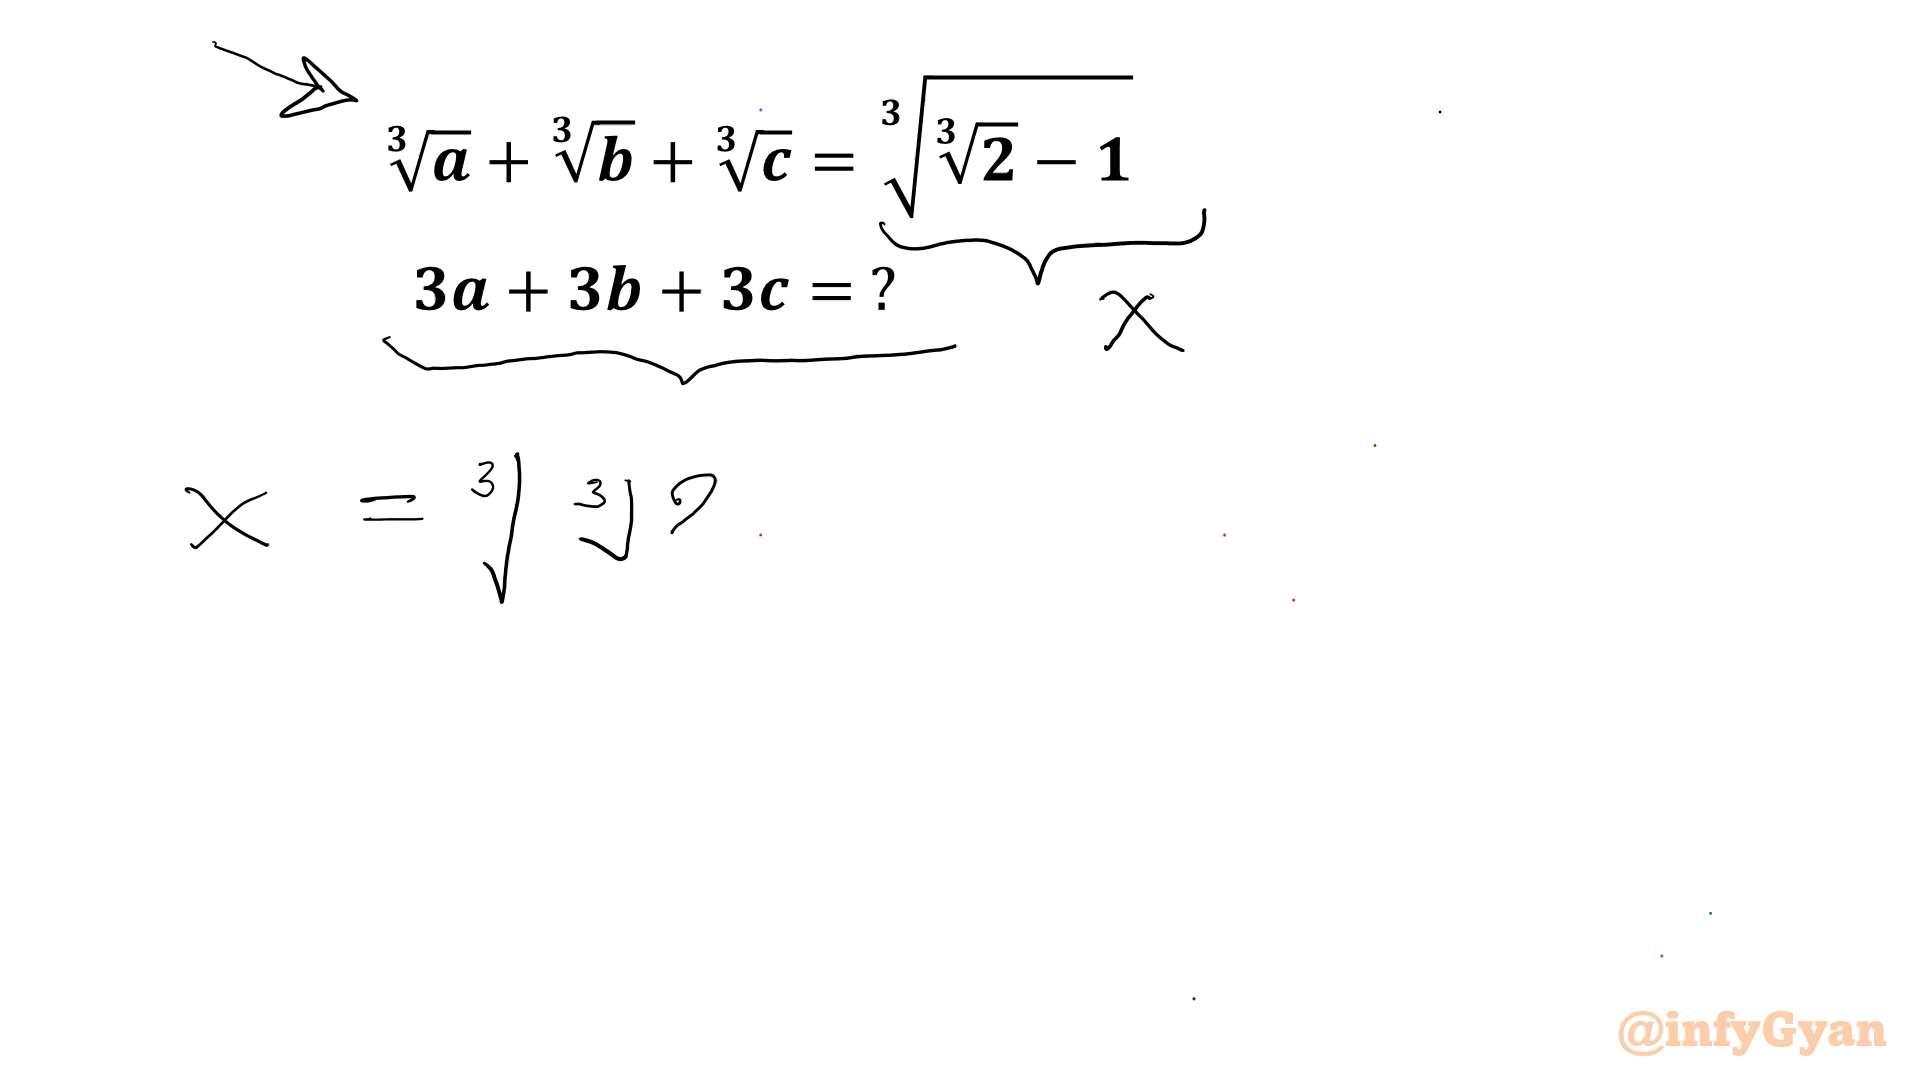 ∛a + ∛b + ∛c = ∛(∛2 − 1)
3a + 3b + 3c = ?
x
x = ∛ ∛2
@infyGyan